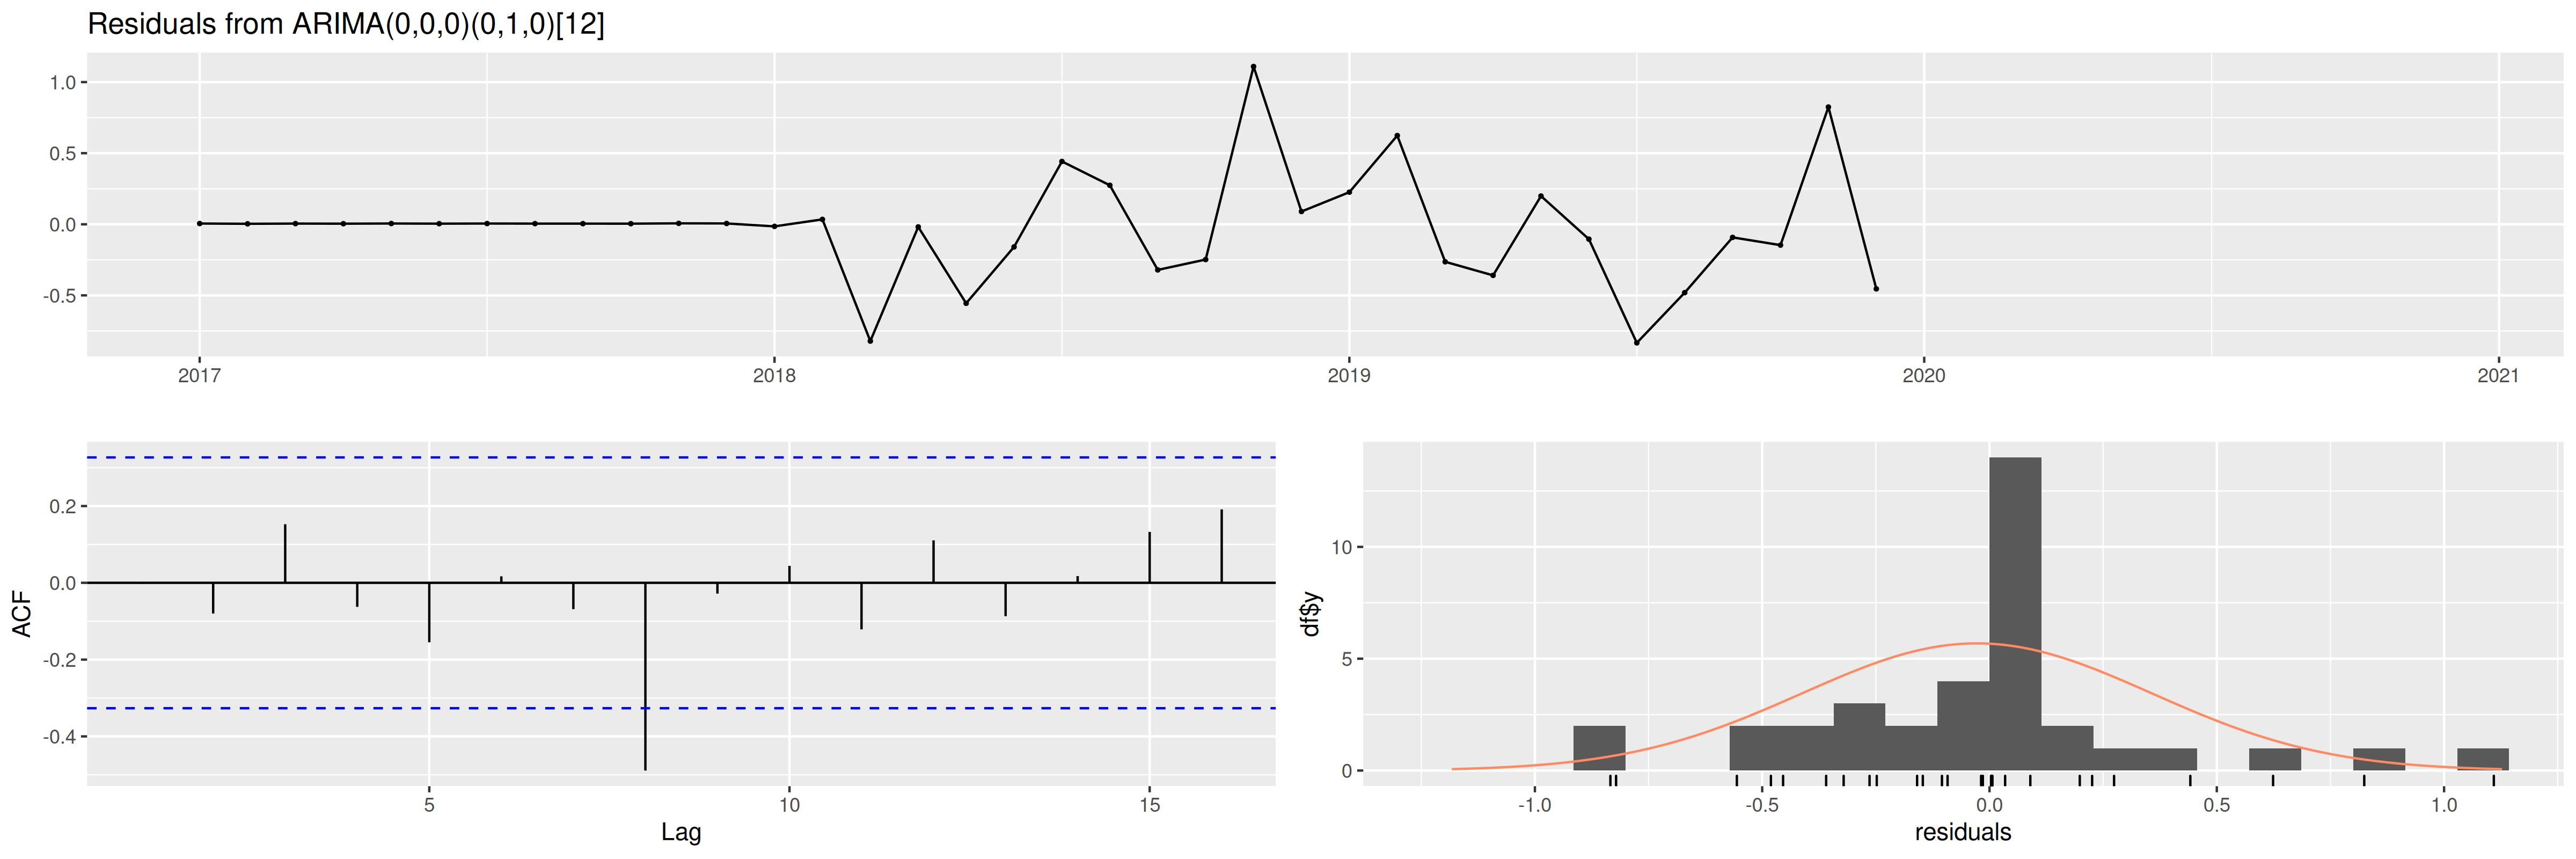 Residuals from ARIMA(0,0,0)(0,1,0)[12]
1.0
0.5
0.0
-0.5
2017 2018 2019 2020 2021
ACF
0.2
0.0
-0.2
-0.4
5 10 15
Lag
df$y
10
5
0
-1.0 -0.5 0.0 0.5 1.0
residuals